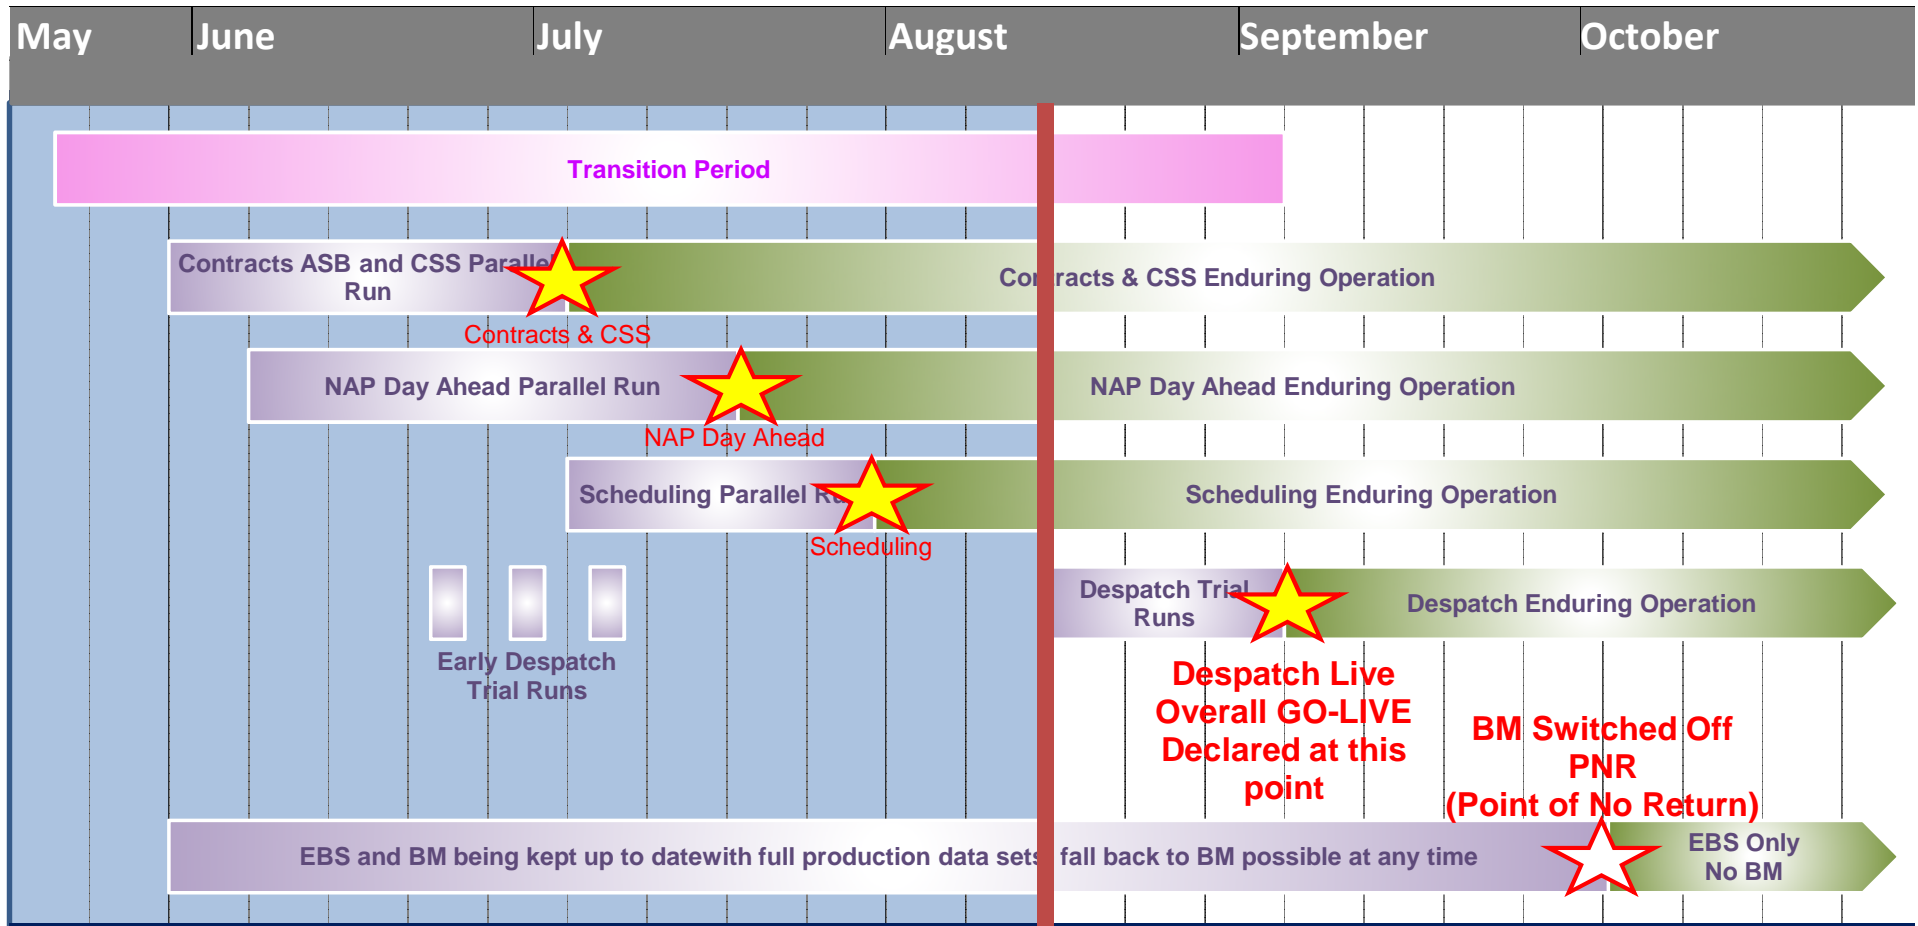 May
June
July
August
September
October
Transition Period
Contracts ASB and CSS Parallel
Run
Contracts & CSS Enduring Operation
Contracts & CSS
NAP Day Ahead Parallel Run
NAP Day Ahead Enduring Operation
NAP Day Ahead
Scheduling Parallel Run
Scheduling Enduring Operation
Scheduling
Early Despatch
Trial Runs
Despatch Trial
Runs
Despatch Enduring Operation
Despatch Live
Overall GO-LIVE
Declared at this
point
BM Switched Off
PNR
(Point of No Return)
EBS and BM being kept up to datewith full production data sets, fall back to BM possible at any time
EBS Only
No BM